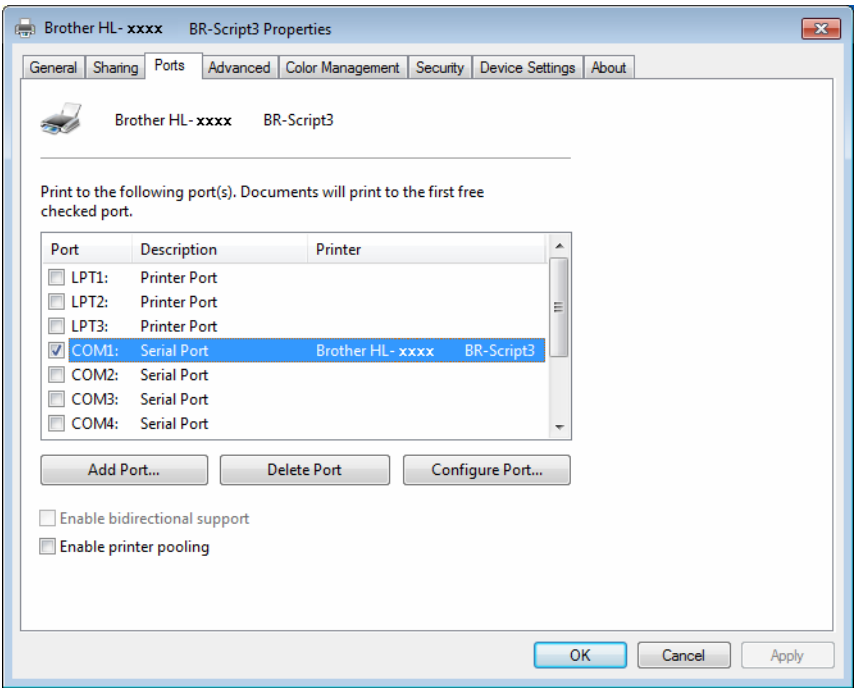 Brother HL- xxxx BR-Script3 Properties
General Sharing Ports Advanced Color Management Security Device Settings About
Brother HL- xxxx BR-Script3
Print to the following port(s). Documents will print to the first free
checked port.
Port Description Printer
LPT1: Printer Port
LPT2: Printer Port
LPT3: Printer Port
COM1: Serial Port Brother HL- xxxx BR-Script3
COM2: Serial Port
COM3: Serial Port
COM4: Serial Port
Add Port... Delete Port Configure Port...
Enable bidirectional support
Enable printer pooling
OK Cancel Apply